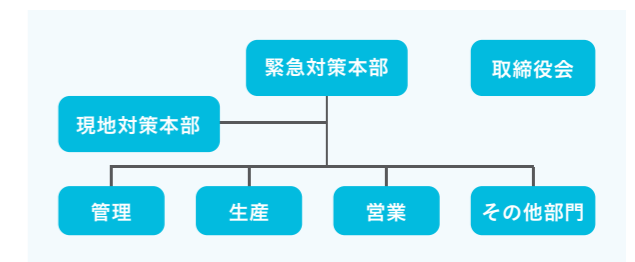 緊急対策本部
取締役会
現地対策本部
管理
生産
営業
その他部門